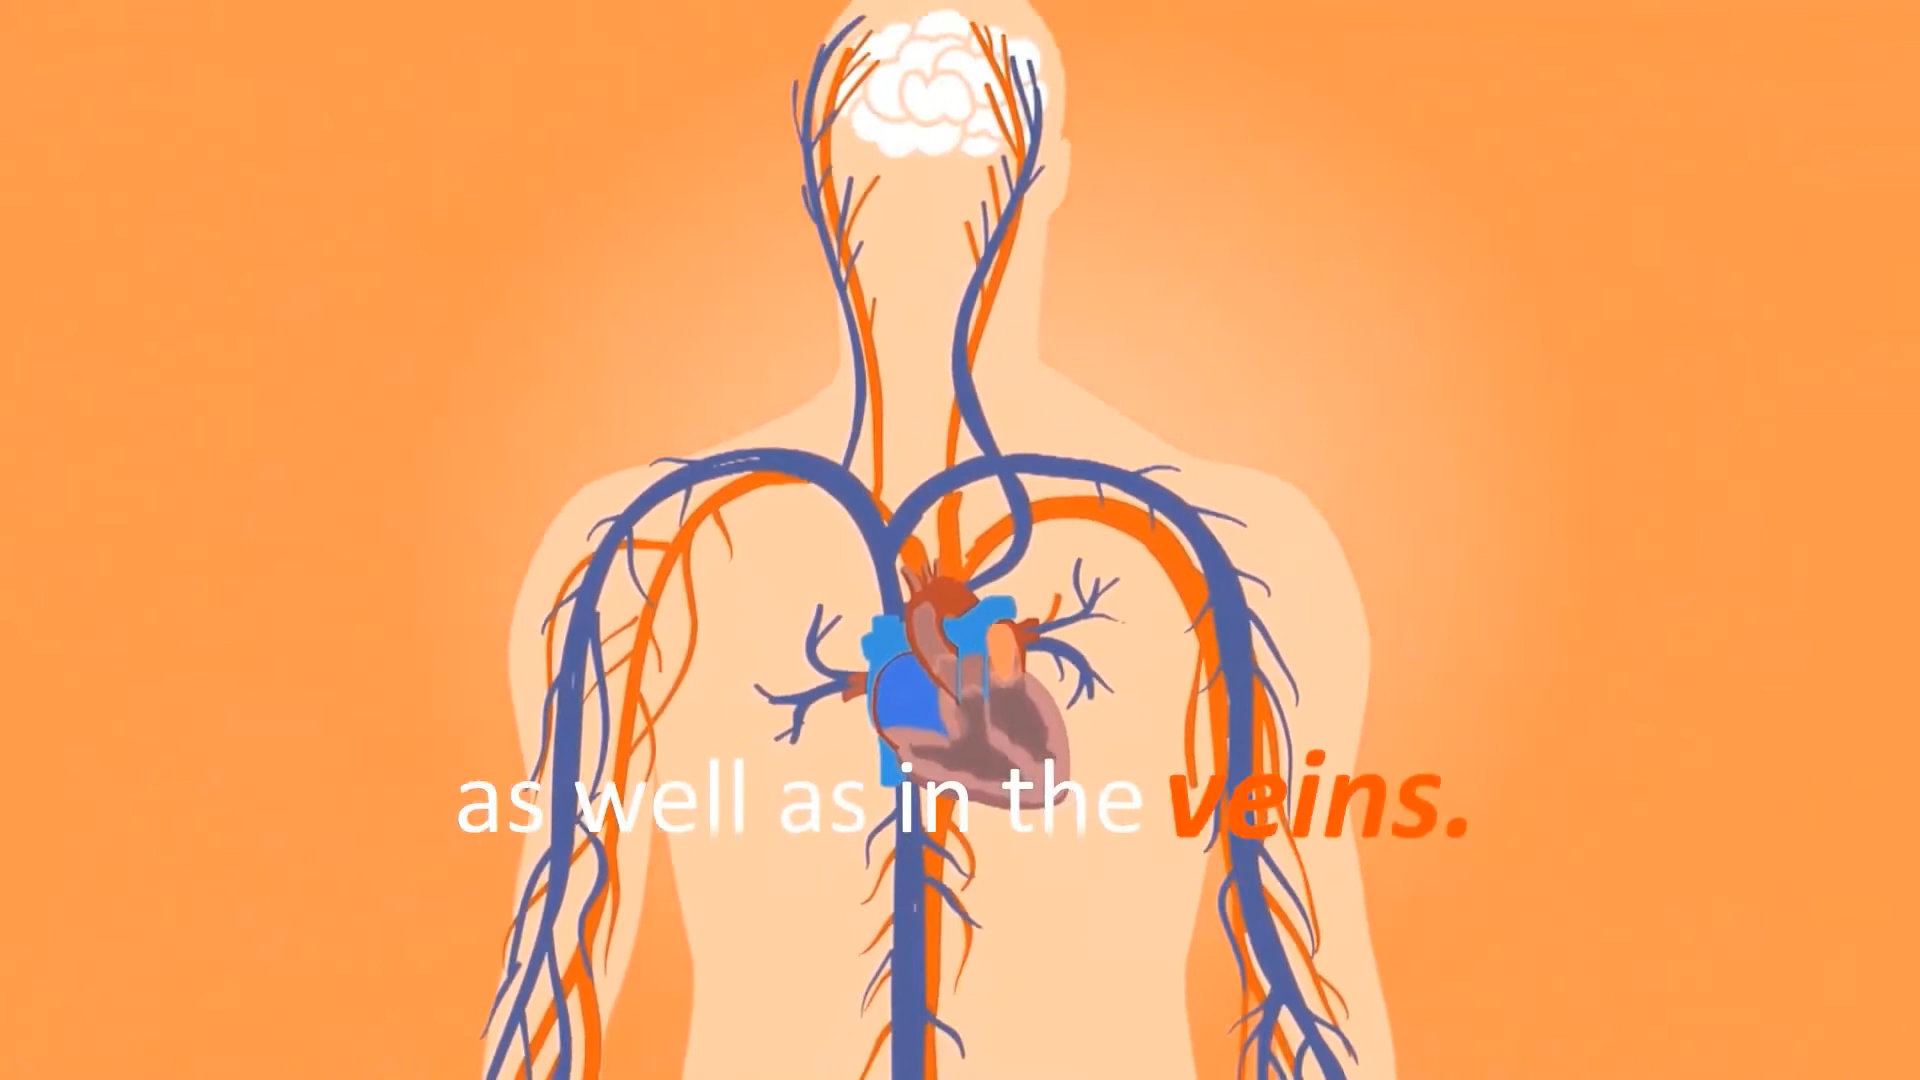 as well as in the veins.